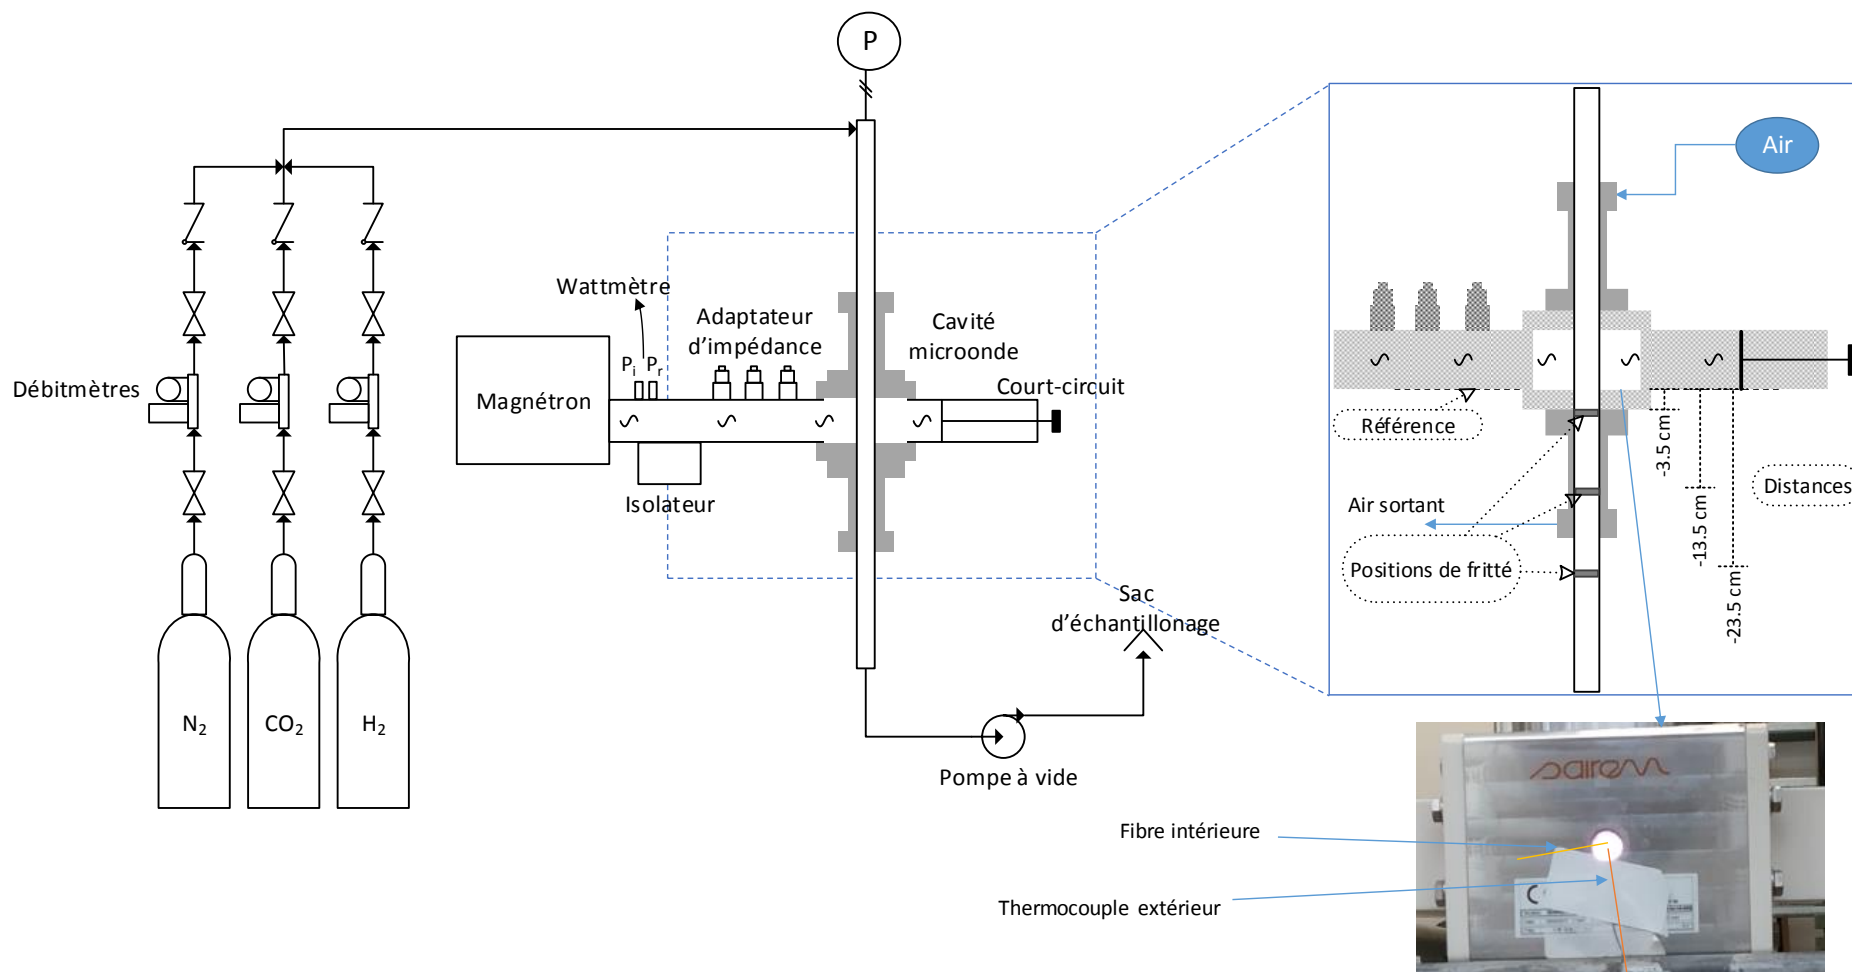 P
Air
Wattmètre
Adaptateur
d'impédance
Cavité
microonde
Pi Pr
Débitmètres
Magnétron
Court-circuit
Référence
-3.5 cm
Isolateur
Distances
Air sortant
-13.5 cm
Positions de fritté
-23.5 cm
Sac
d'échantillonage
N2
CO2
H2
Pompe à vide
sairem
Fibre intérieure
CE
Thermocouple extérieur